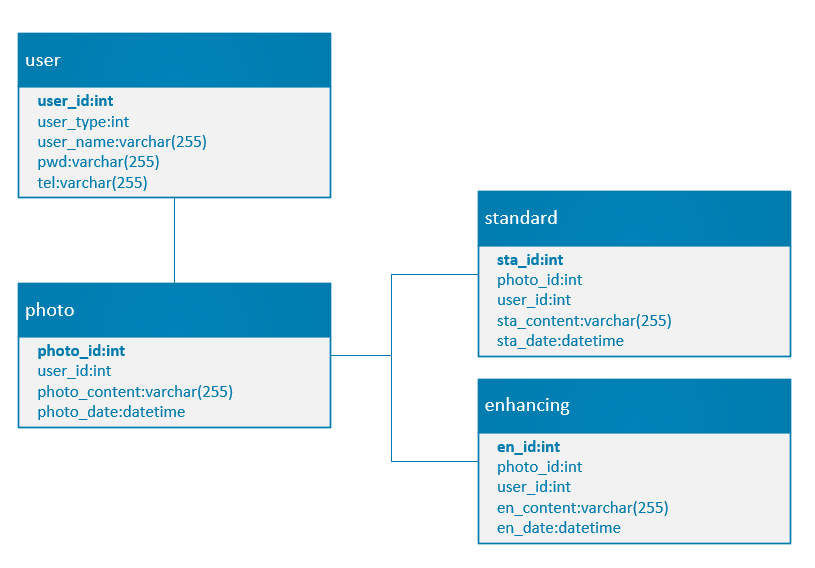 user
user_id:int
user_type:int
user_name:varchar(255)
pwd:varchar(255)
tel:varchar(255)
photo
photo_id:int
user_id:int
photo_content:varchar(255)
photo_date:datetime
standard
sta_id:int
photo_id:int
user_id:int
sta_content:varchar(255)
sta_date:datetime
enhancing
en_id:int
photo_id:int
user_id:int
en_content:varchar(255)
en_date:datetime